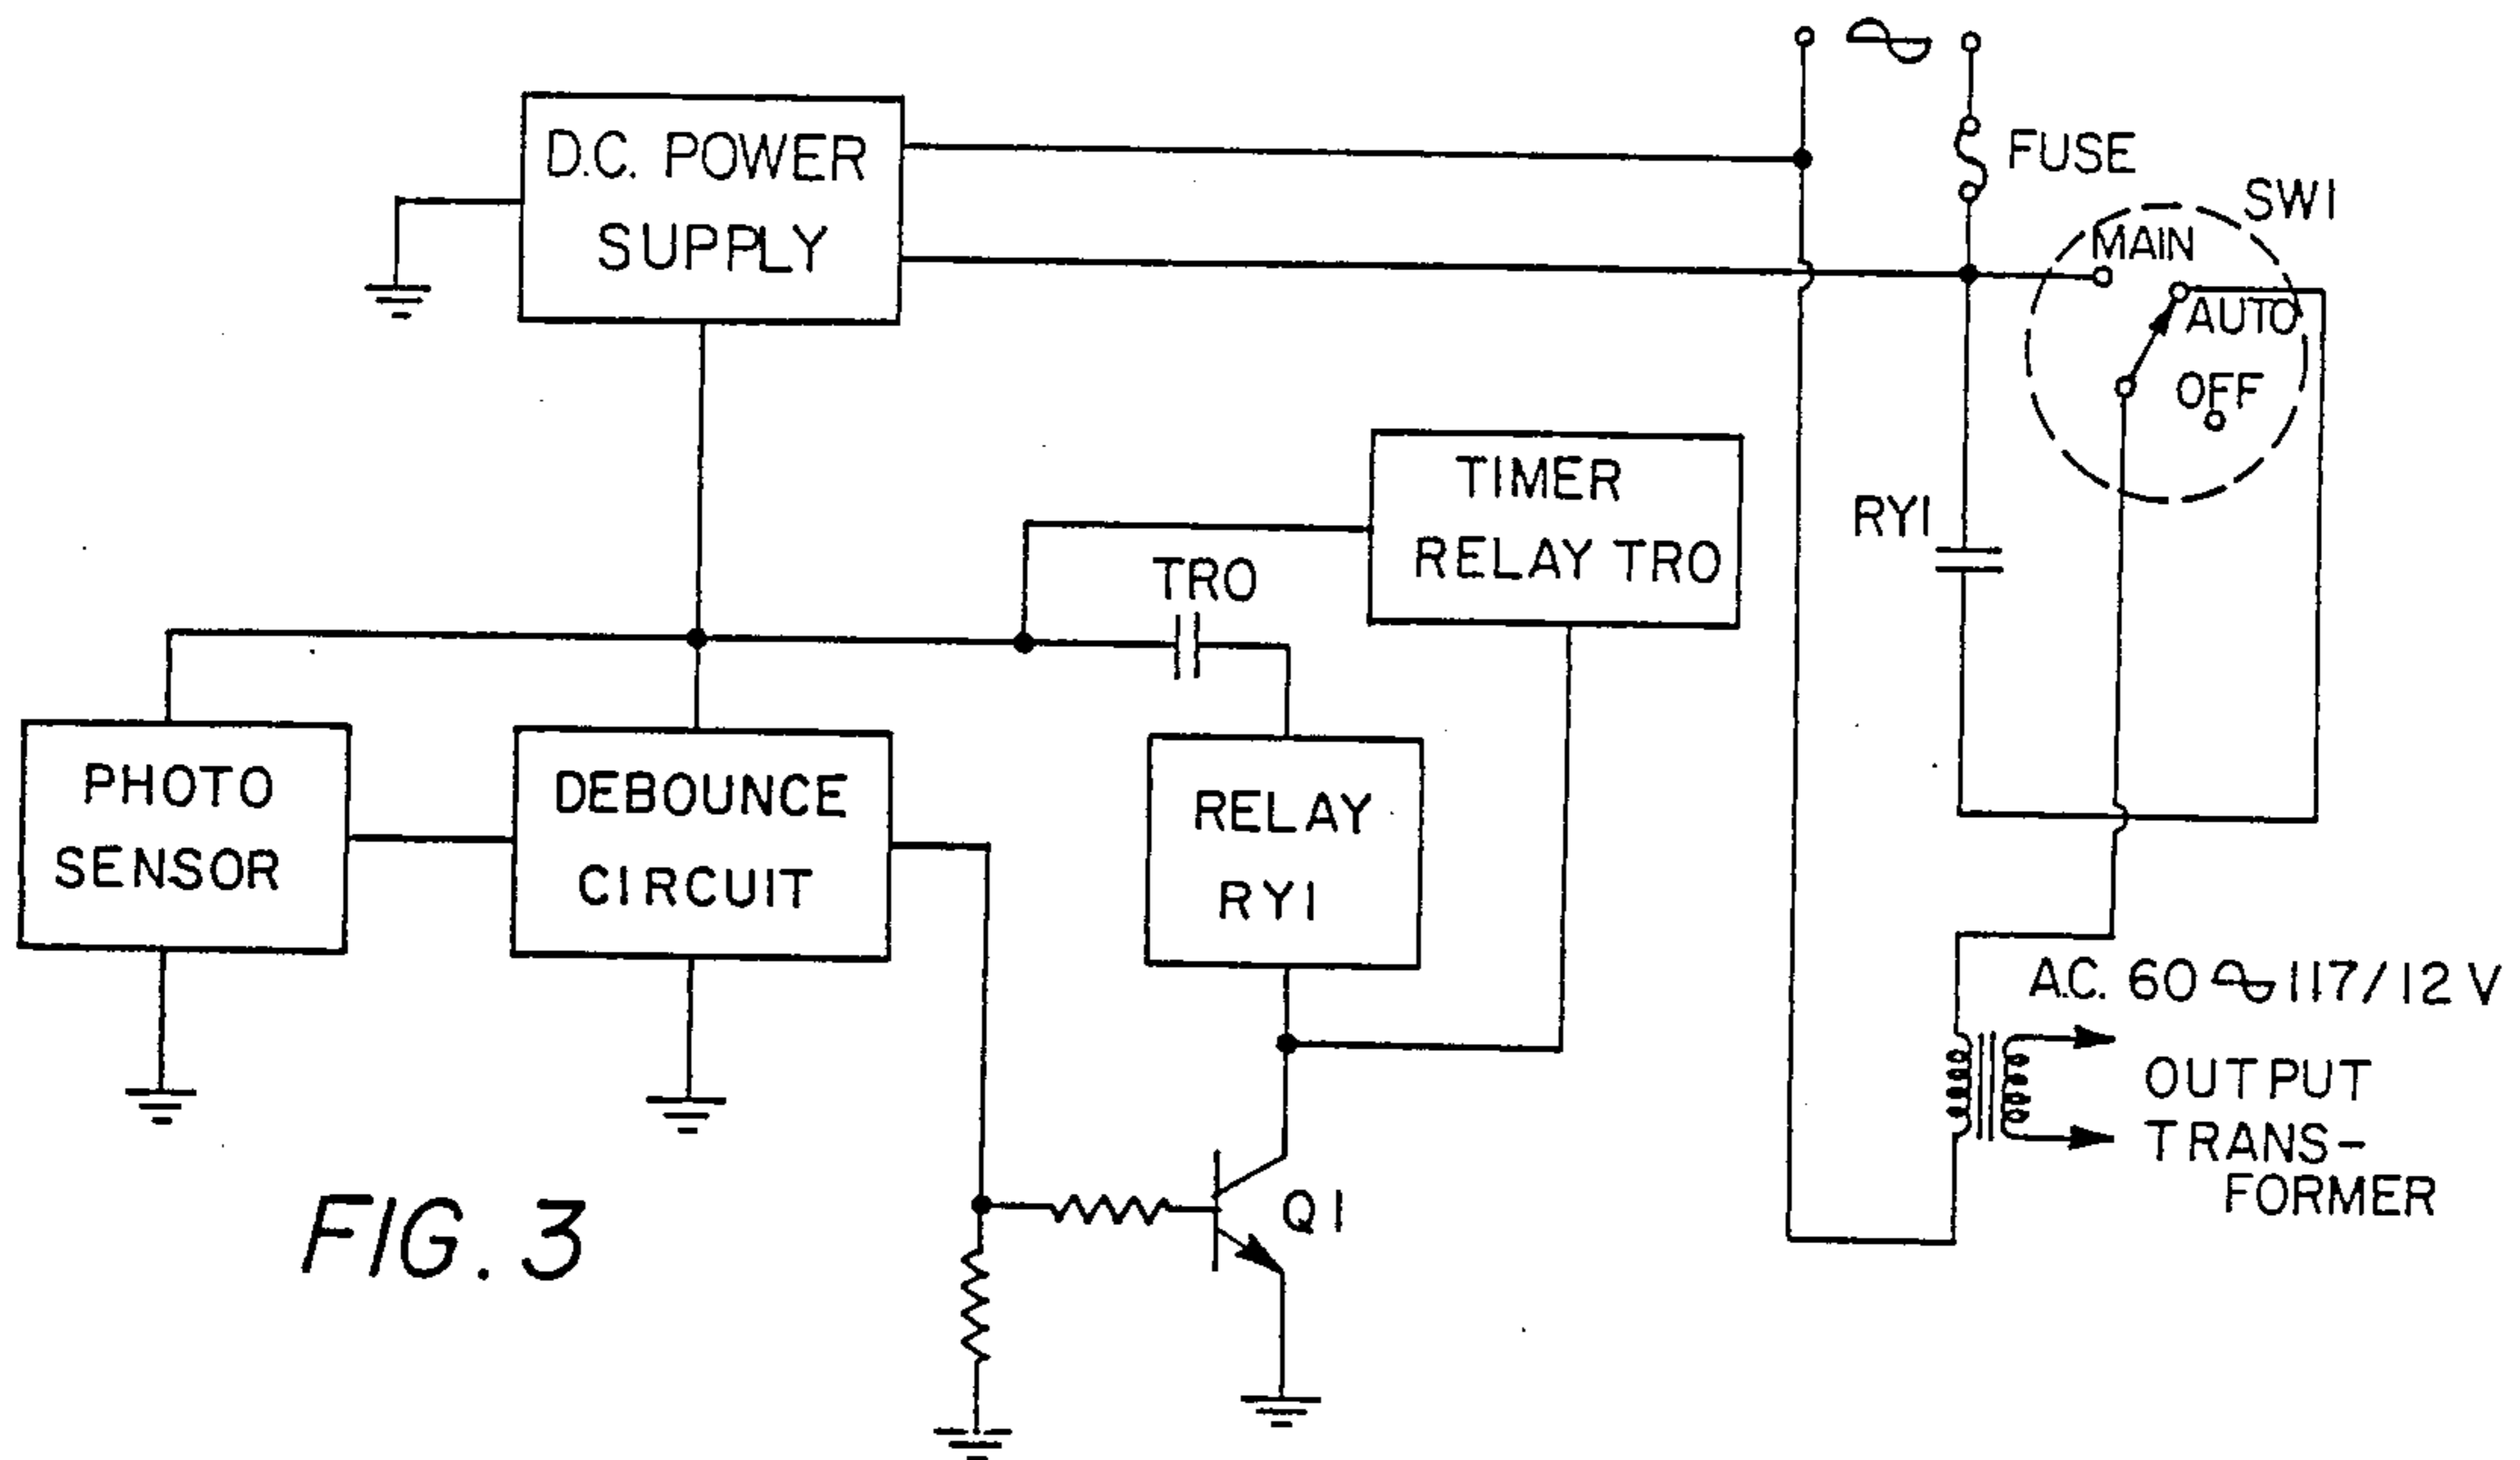 D.C. POWER
SUPPLY
FUSE
SW1
MAIN
AUTO
OFF
TIMER
RELAY TRO
RY1
TRO
PHOTO
SENSOR
DEBOUNCE
CIRCUIT
RELAY
RY1
A.C. 60 117/12V
OUTPUT
TRANS-
FORMER
Q1
FIG. 3